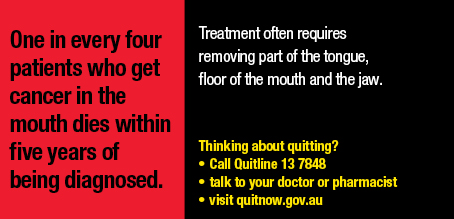 One in every four
patients who get
cancer in the
mouth dies within
five years of
being diagnosed.
Treatment often requires
removing part of the tongue,
floor of the mouth and the jaw.
Thinking about quitting?
• Call Quitline 13 7848
• talk to your doctor or pharmacist
• visit quitnow.gov.au